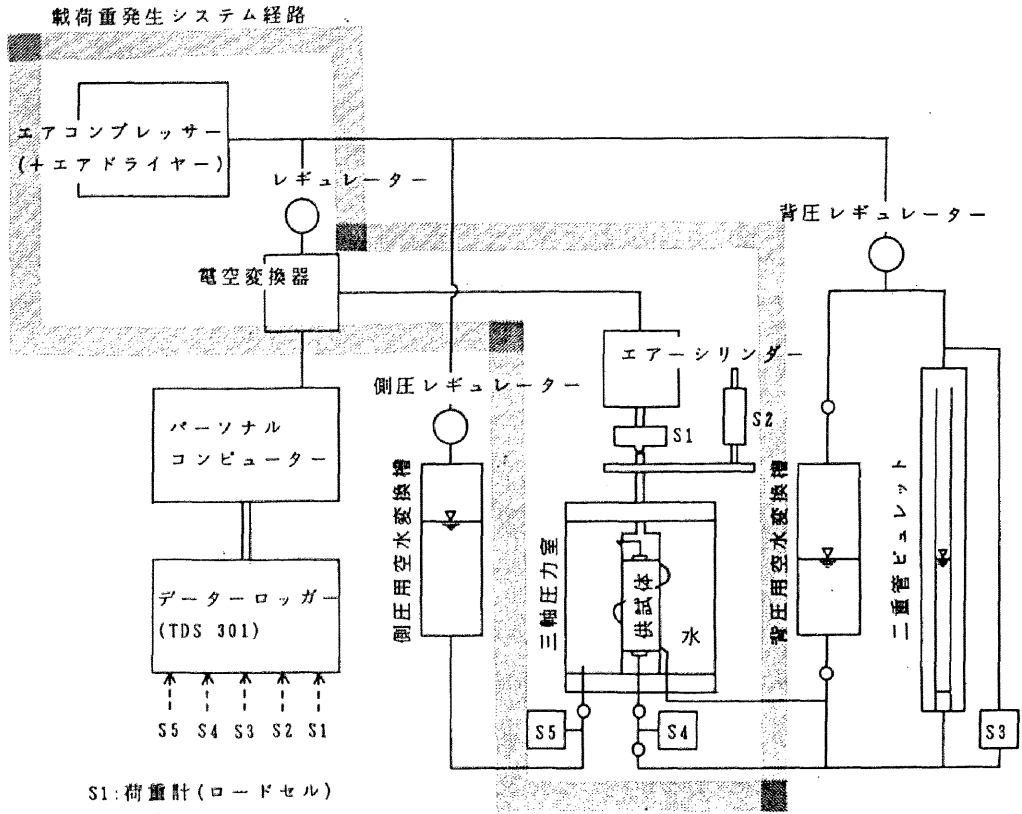 載荷重発生システム経路
エアコンプレッサー
(+エアドライヤー)
レギュレーター
背圧レギュレーター
電空変換器
エアーシリンダー
側圧レギュレーター
S1
S2
パーソナル
コンピューター
側圧用空水変換槽
三軸圧力室
供試体
水
背圧用空水変換槽
二重管ビュレット
データーロッガー
(TDS 301)
S5 S4 S3 S2 S1
S5
S4
S3
S1:荷重計(ロードセル)